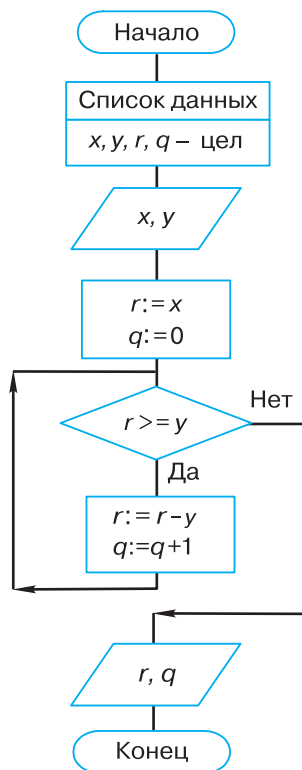 Начало
Список данных
x, y, r, q – цел
x, y
r:=x
q:=0
r>=y
Нет
Да
r:=r–y
q:=q+1
r, q
Конец